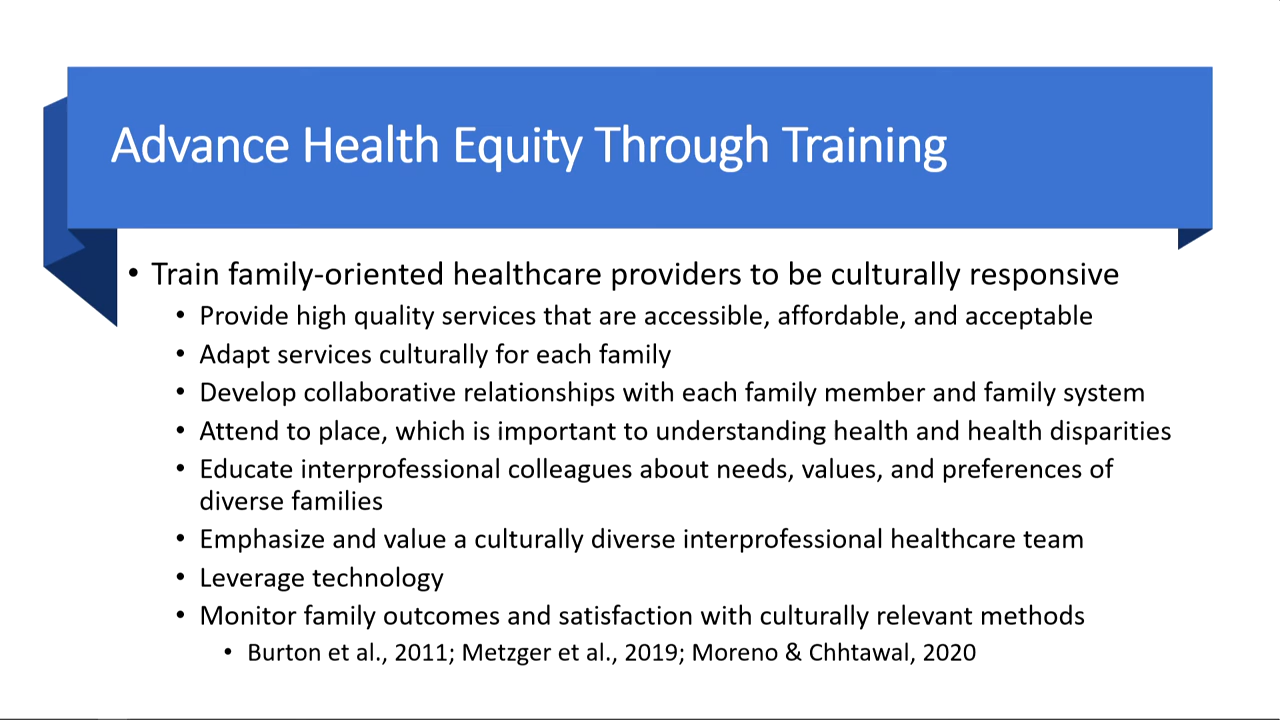 Advance Health Equity Through Training
• Train family-oriented healthcare providers to be culturally responsive
• Provide high quality services that are accessible, affordable, and acceptable
• Adapt services culturally for each family
• Develop collaborative relationships with each family member and family system
• Attend to place, which is important to understanding health and health disparities
• Educate interprofessional colleagues about needs, values, and preferences of
diverse families
• Emphasize and value a culturally diverse interprofessional healthcare team
• Leverage technology
• Monitor family outcomes and satisfaction with culturally relevant methods
• Burton et al., 2011; Metzger et al., 2019; Moreno & Chhtawal, 2020